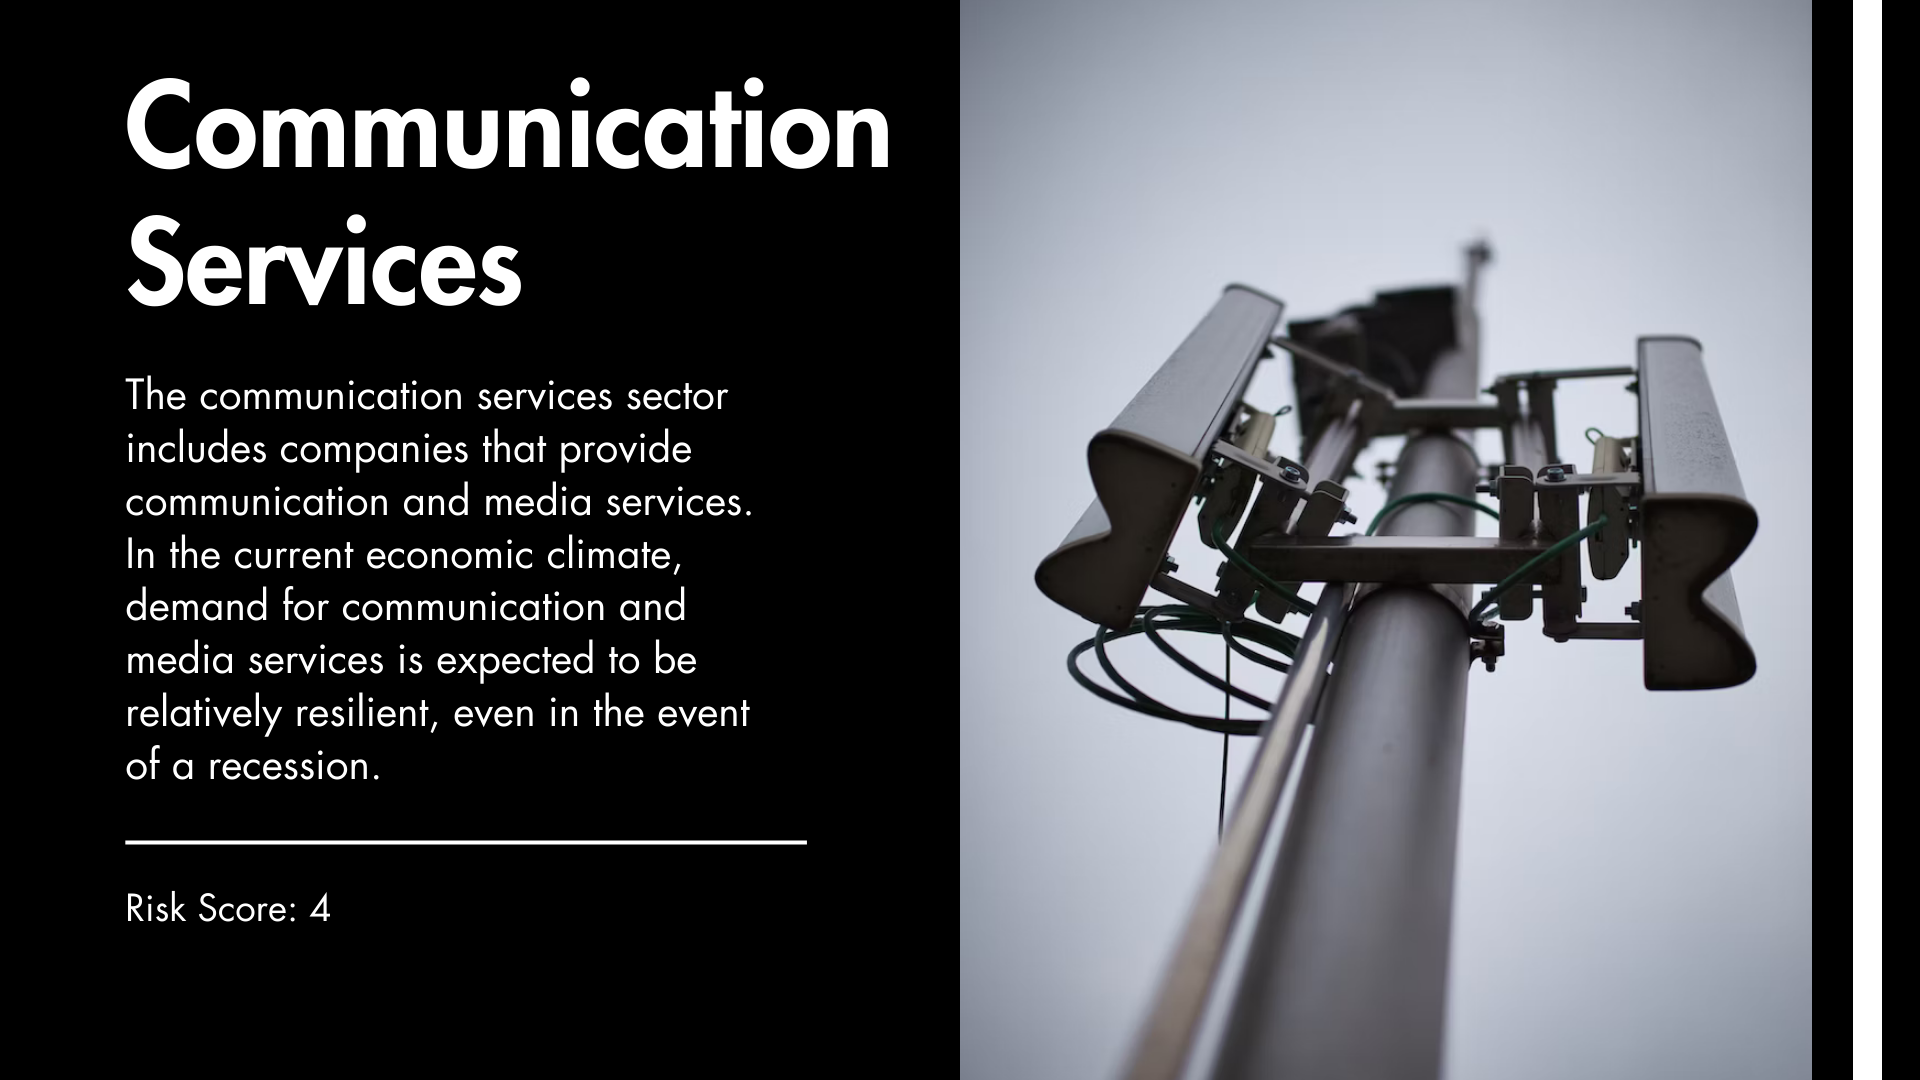 Communication
Services
The communication services sector
includes companies that provide
communication and media services.
In the current economic climate,
demand for communication and
media services is expected to be
relatively resilient, even in the event
of a recession.
Risk Score: 4